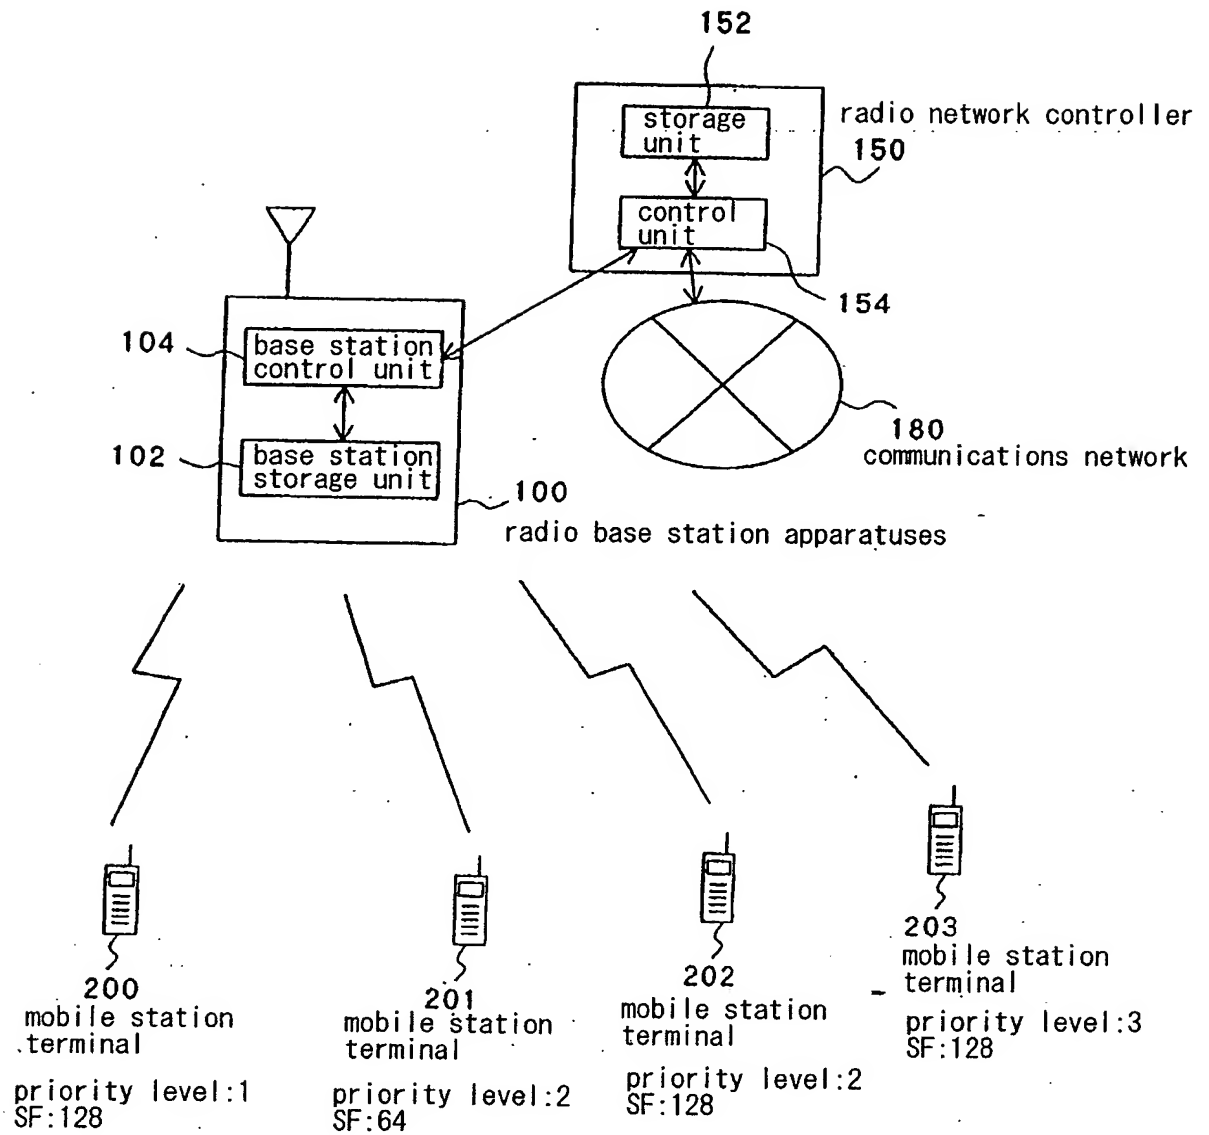 152
storage
unit
radio network controller
150
control
unit
154
104
base station
control unit
102
base station
storage unit
100
radio base station apparatuses
180
communications network
200
mobile station
terminal
priority level:1
SF:128
201
mobile station
terminal
priority level:2
SF:64
202
mobile station
terminal
priority level:2
SF:128
203
mobile station
terminal
priority level:3
SF:128